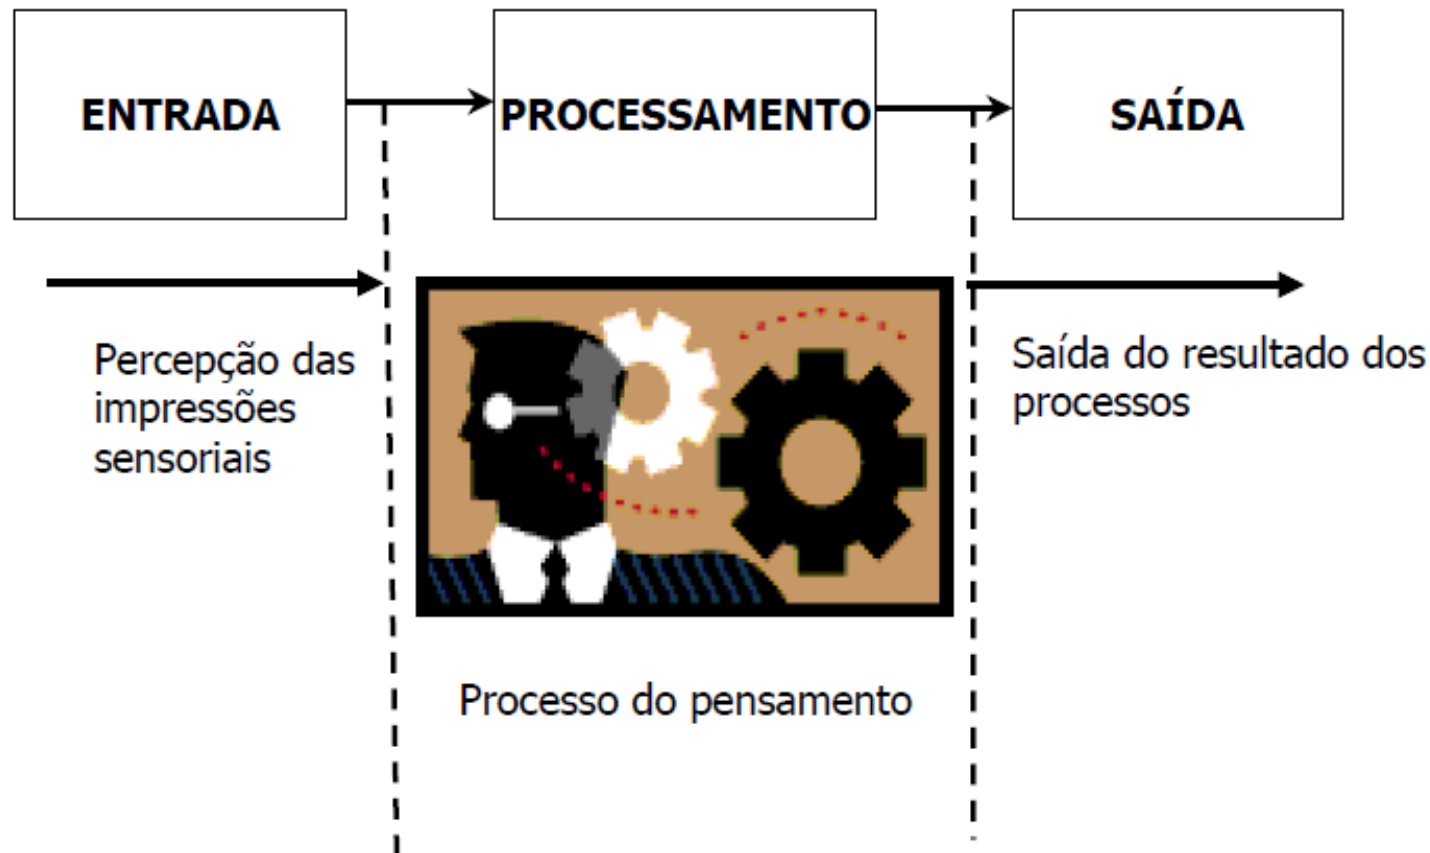 ENTRADA
PROCESSAMENTO
SAÍDA
Percepção das
impressões
sensoriais
Saída do resultado dos
processos
Processo do pensamento